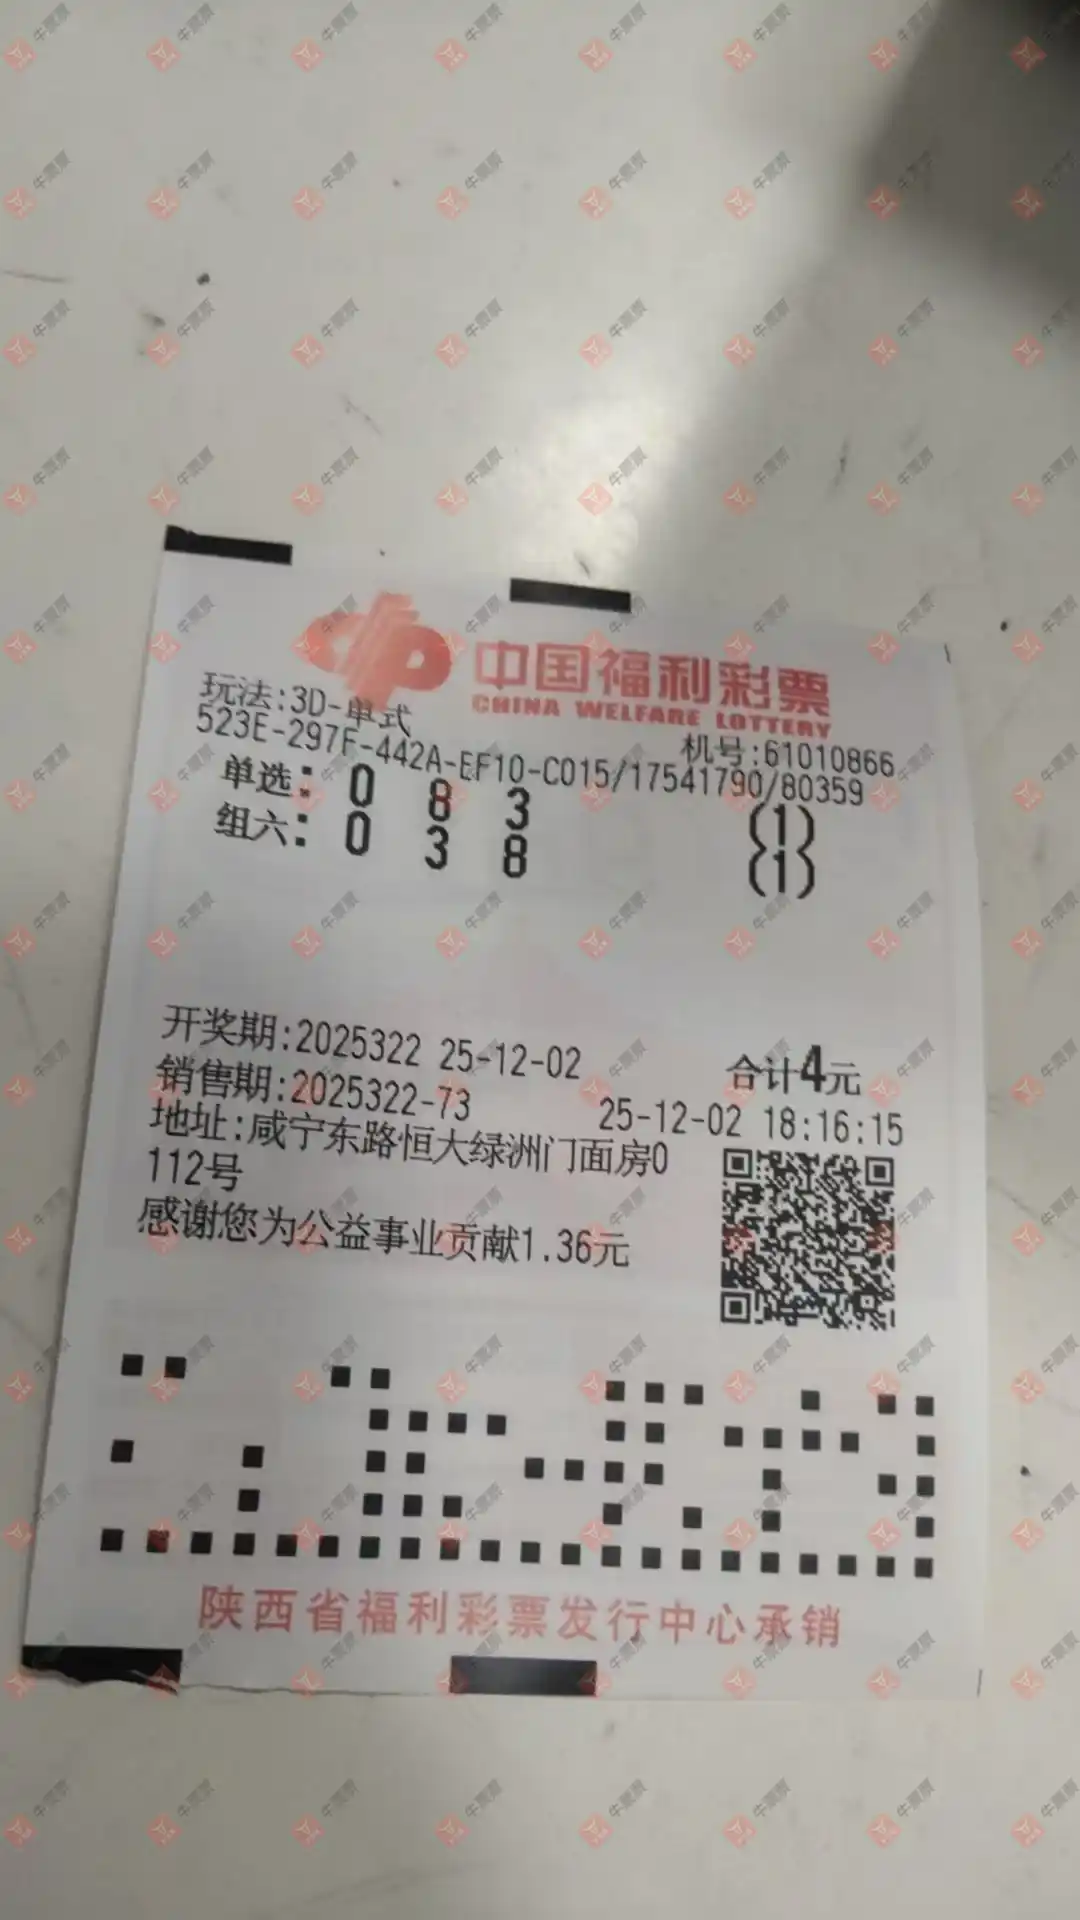 中国福利彩票
CHINA WELFARE LOTTERY
玩法:3D-单式
机号:61010866
523E-297F-442A-EF10-C015/17541790/80359
单选: 0 8 3 (1)
组六: 0 3 8 (1)
开奖期:2025322 25-12-02
合计4元
销售期:2025322-73
25-12-02 18:16:15
地址:咸宁东路恒大绿洲门面房0
112号
感谢您为公益事业贡献1.36元
陕西省福利彩票发行中心承销
牛票票